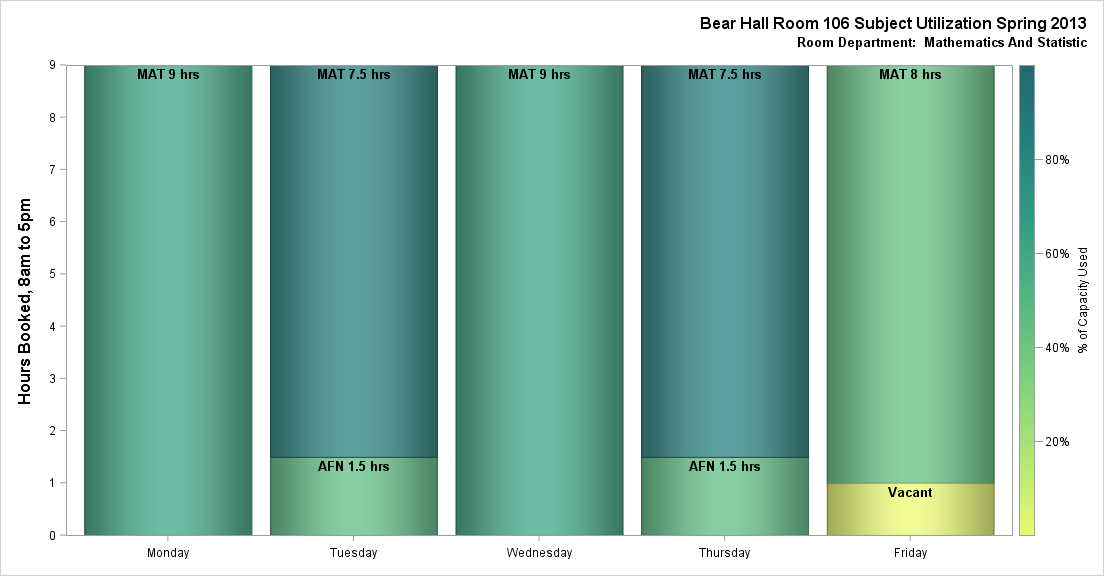 Bear Hall Room 106 Subject Utilization Spring 2013
Room Department:  Mathematics And Statistic
Hours Booked, 8am to 5pm
9
8
7
6
5
4
3
2
1
0
MAT 9 hrs
MAT 7.5 hrs
MAT 9 hrs
MAT 7.5 hrs
MAT 8 hrs
AFN 1.5 hrs
AFN 1.5 hrs
Vacant
Monday
Tuesday
Wednesday
Thursday
Friday
80%
60%
40%
20%
% of Capacity Used